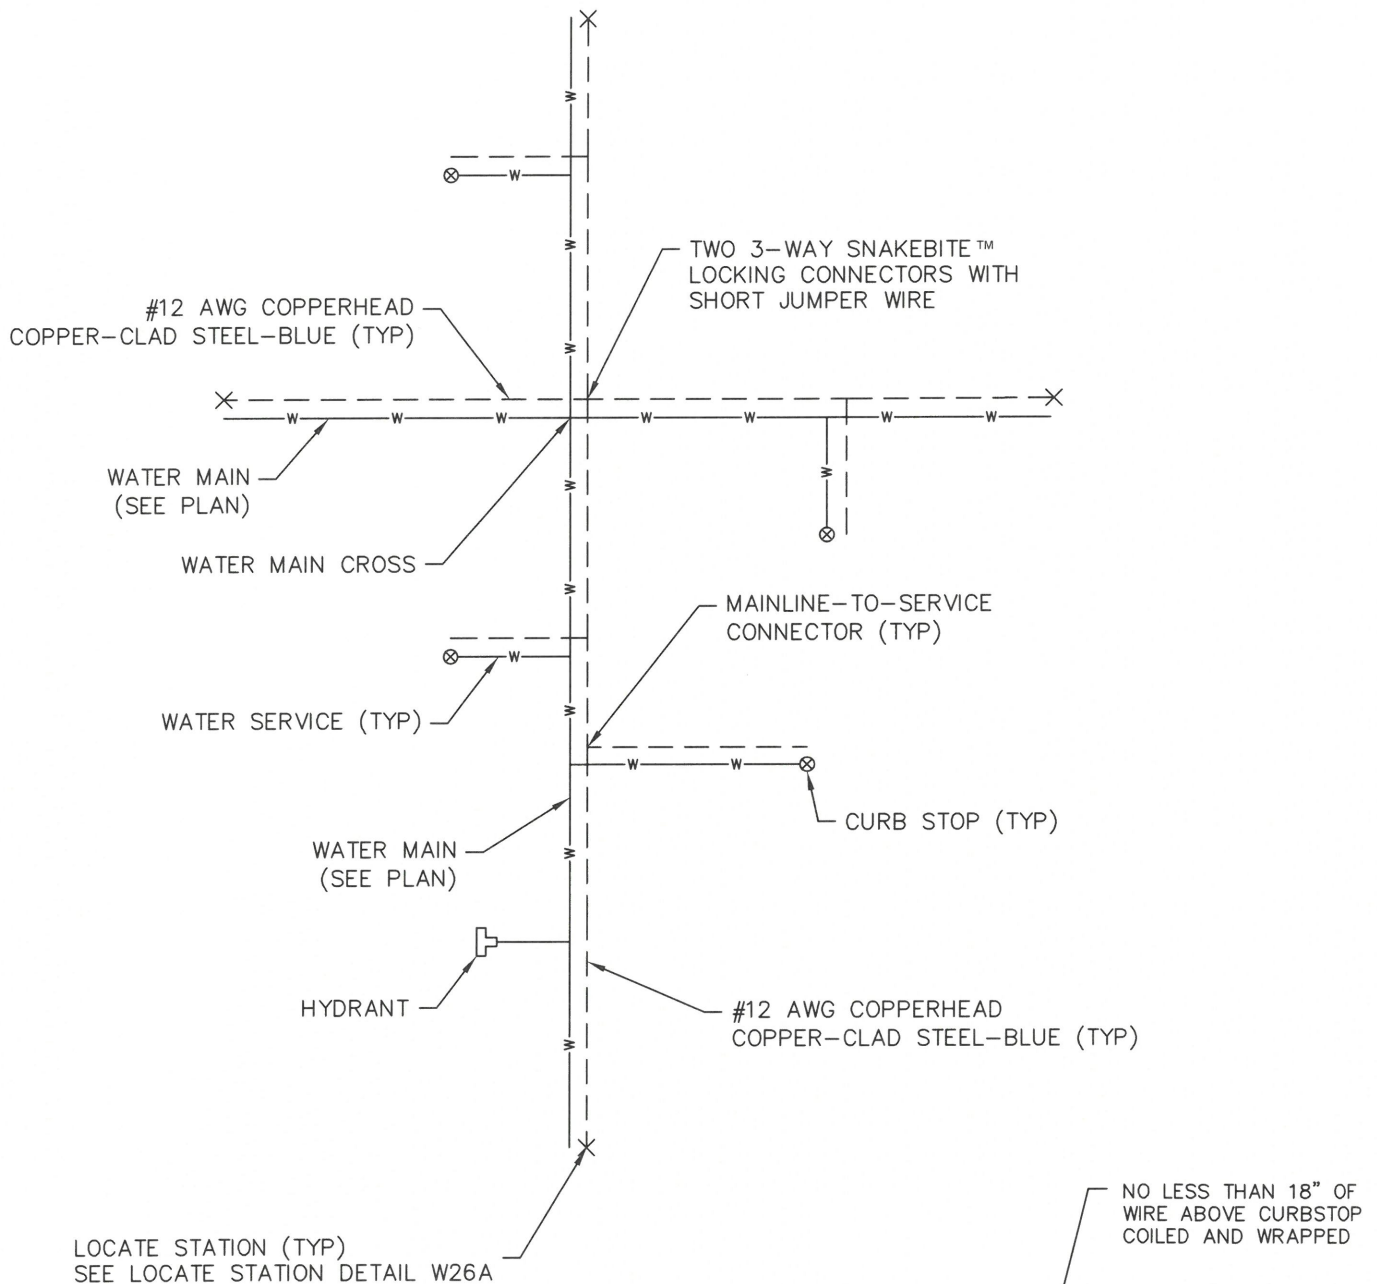 W
W
W
TWO 3-WAY SNAKEBITE™
LOCKING CONNECTORS WITH
SHORT JUMPER WIRE
#12 AWG COPPERHEAD
COPPER-CLAD STEEL-BLUE (TYP)
W
W W W W W W W
WATER MAIN
(SEE PLAN)
W
W
WATER MAIN CROSS
W
MAINLINE-TO-SERVICE
CONNECTOR (TYP)
W
WATER SERVICE (TYP)
W
W W
CURB STOP (TYP)
WATER MAIN
(SEE PLAN)
W
HYDRANT
#12 AWG COPPERHEAD
COPPER-CLAD STEEL-BLUE (TYP)
W
NO LESS THAN 18" OF
WIRE ABOVE CURBSTOP
COILED AND WRAPPED
LOCATE STATION (TYP)
SEE LOCATE STATION DETAIL W26A